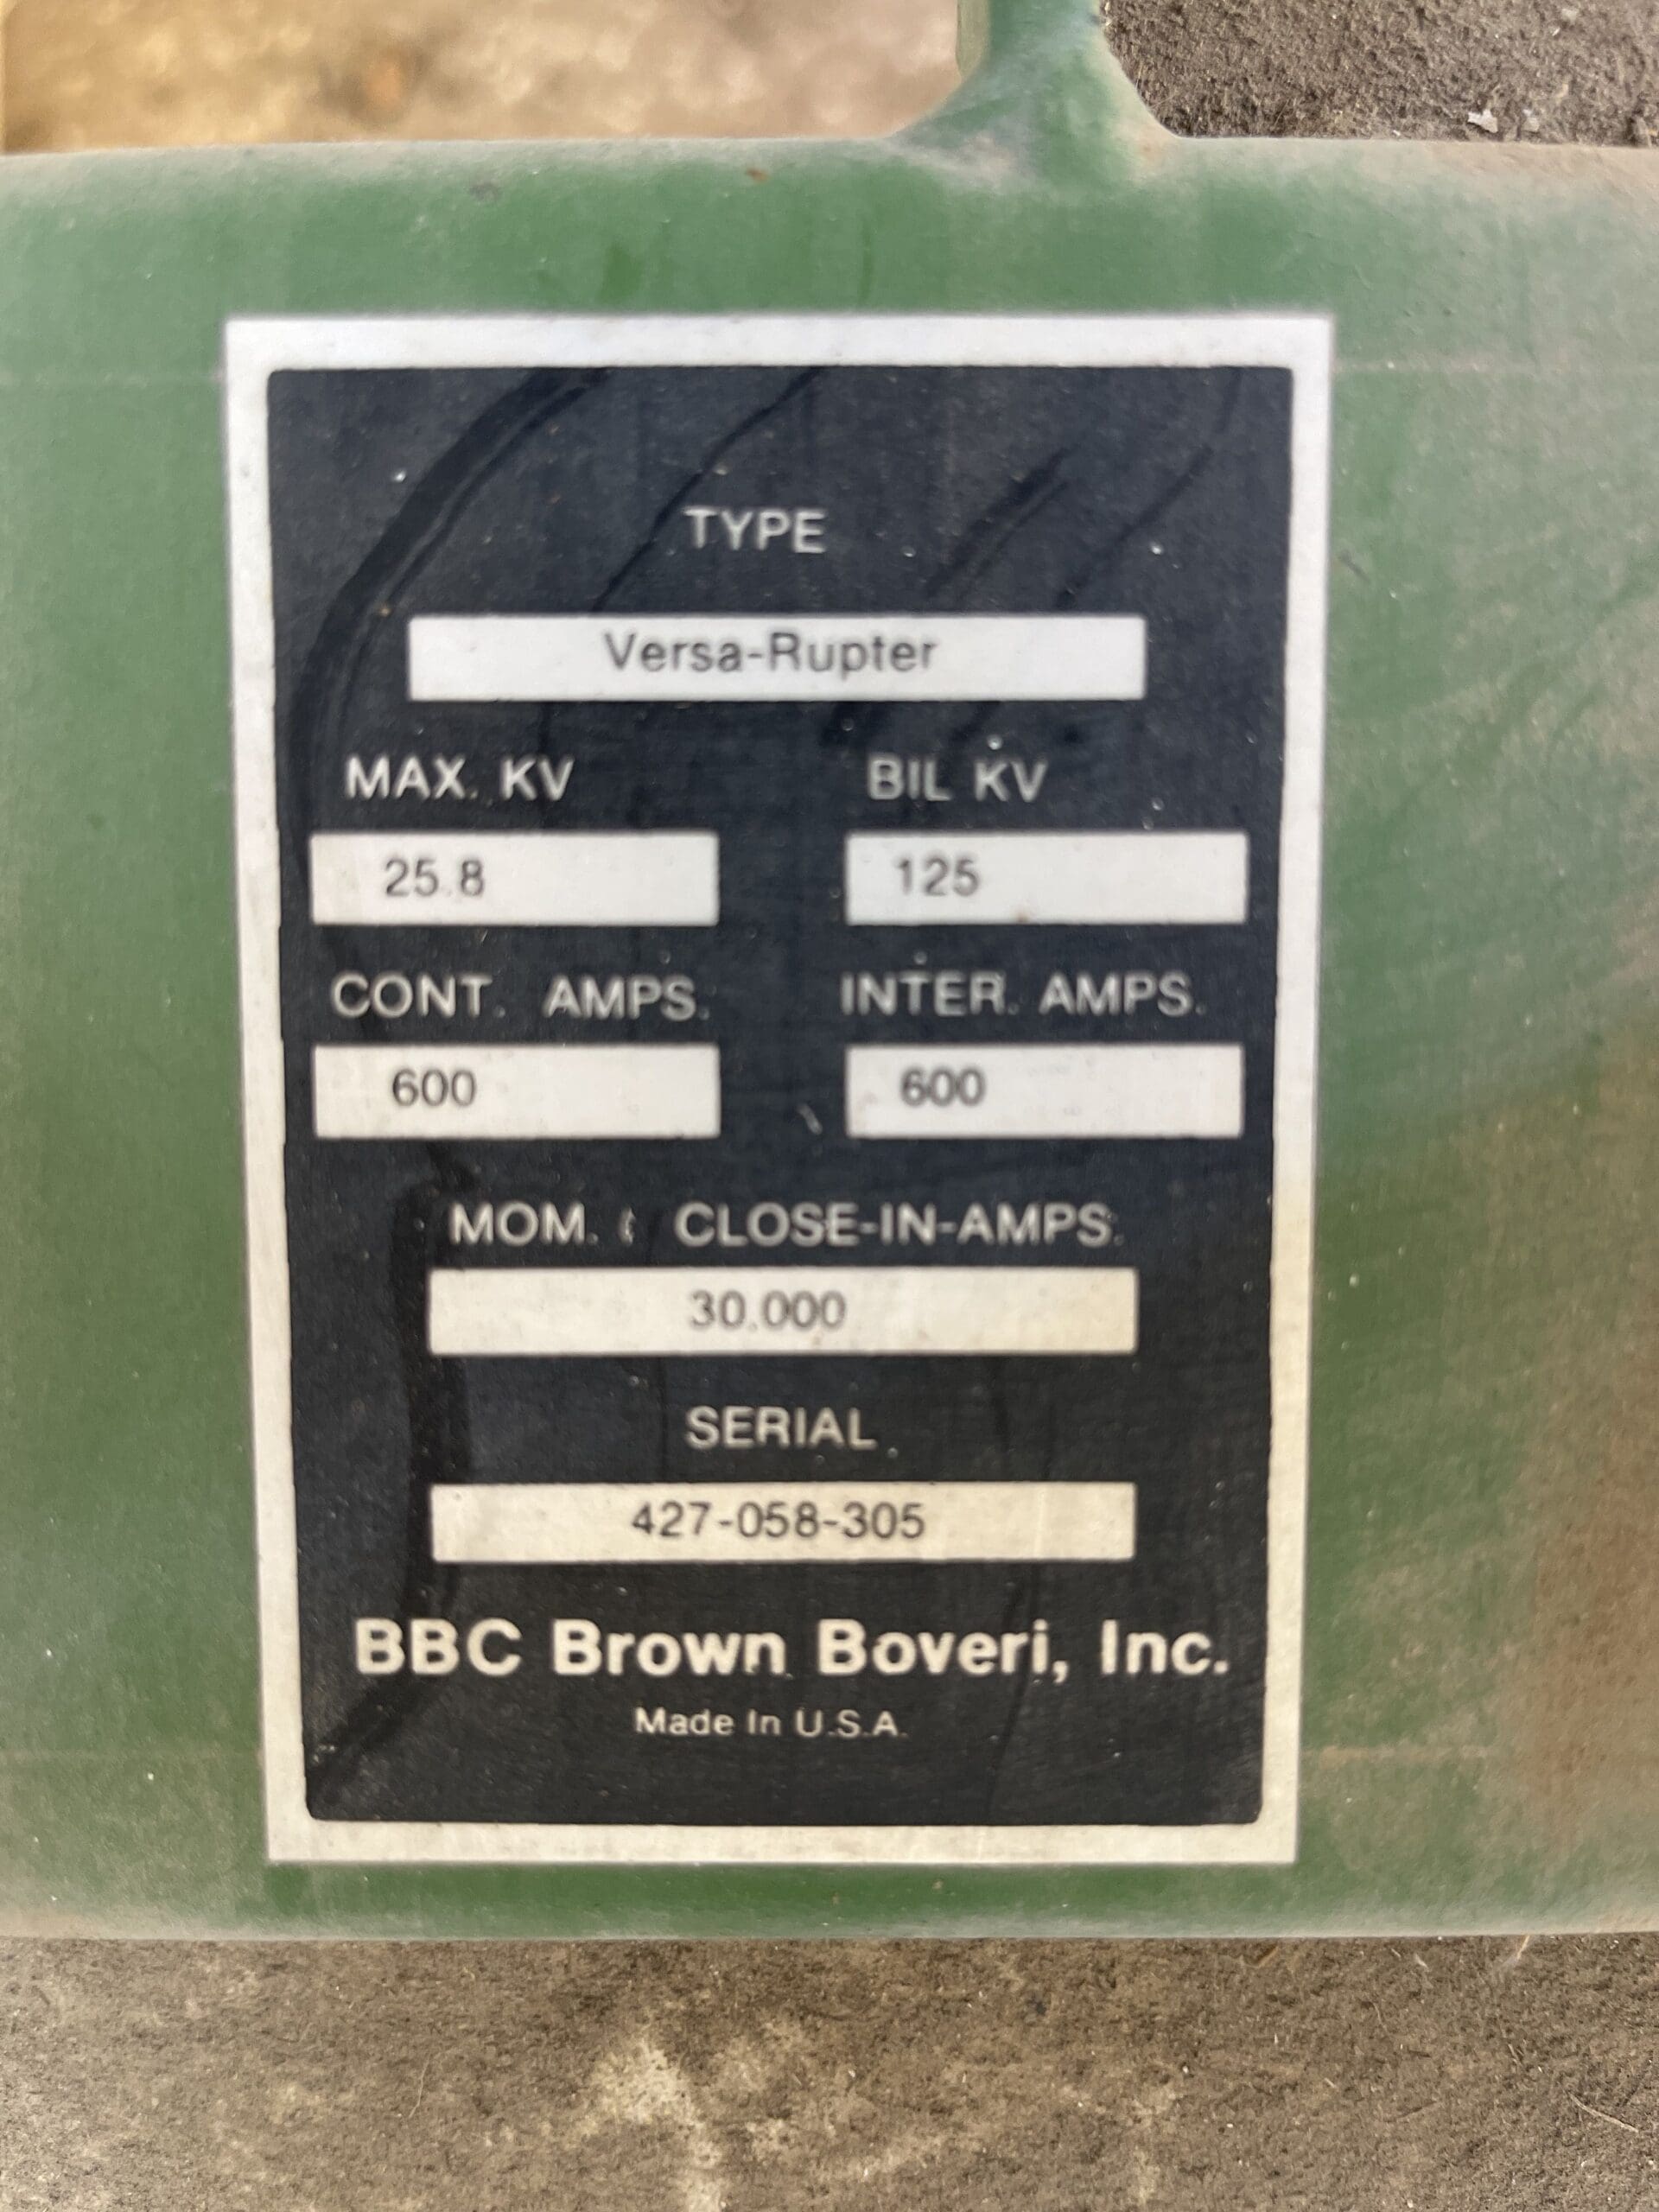 TYPE
Versa-Rupter
MAX. KV BIL KV
25.8 125
CONT. AMPS. INTER. AMPS.
600 600
MOM. & CLOSE-IN-AMPS.
30.000
SERIAL
427-058-305
BBC Brown Boveri, Inc.
Made In U.S.A.